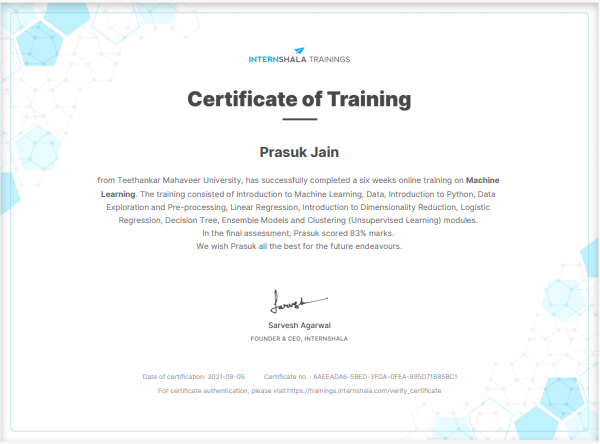 INTERNSHALA TRAININGS
Certificate of Training
Prasuk Jain
from Teethankar Mahaveer University, has successfully completed a six weeks online training on Machine
Learning. The training consisted of Introduction to Machine Learning, Data, Introduction to Python, Data
Exploration and Pre-processing, Linear Regression, Introduction to Dimensionality Reduction, Logistic
Regression, Decision Tree, Ensemble Models and Clustering (Unsupervised Learning) modules.
In the final assessment, Prasuk scored 83% marks.
We wish Prasuk all the best for the future endeavours.
Sarvesh
Sarvesh Agarwal
FOUNDER & CEO, INTERNSHALA
Date of certification: 2021-09-05 Certificate no. : 6AEEADA6-5BED-3FDA-0FEA-995D71B858C1
For certificate authentication, please visit https://trainings.internshala.com/verify_certificate